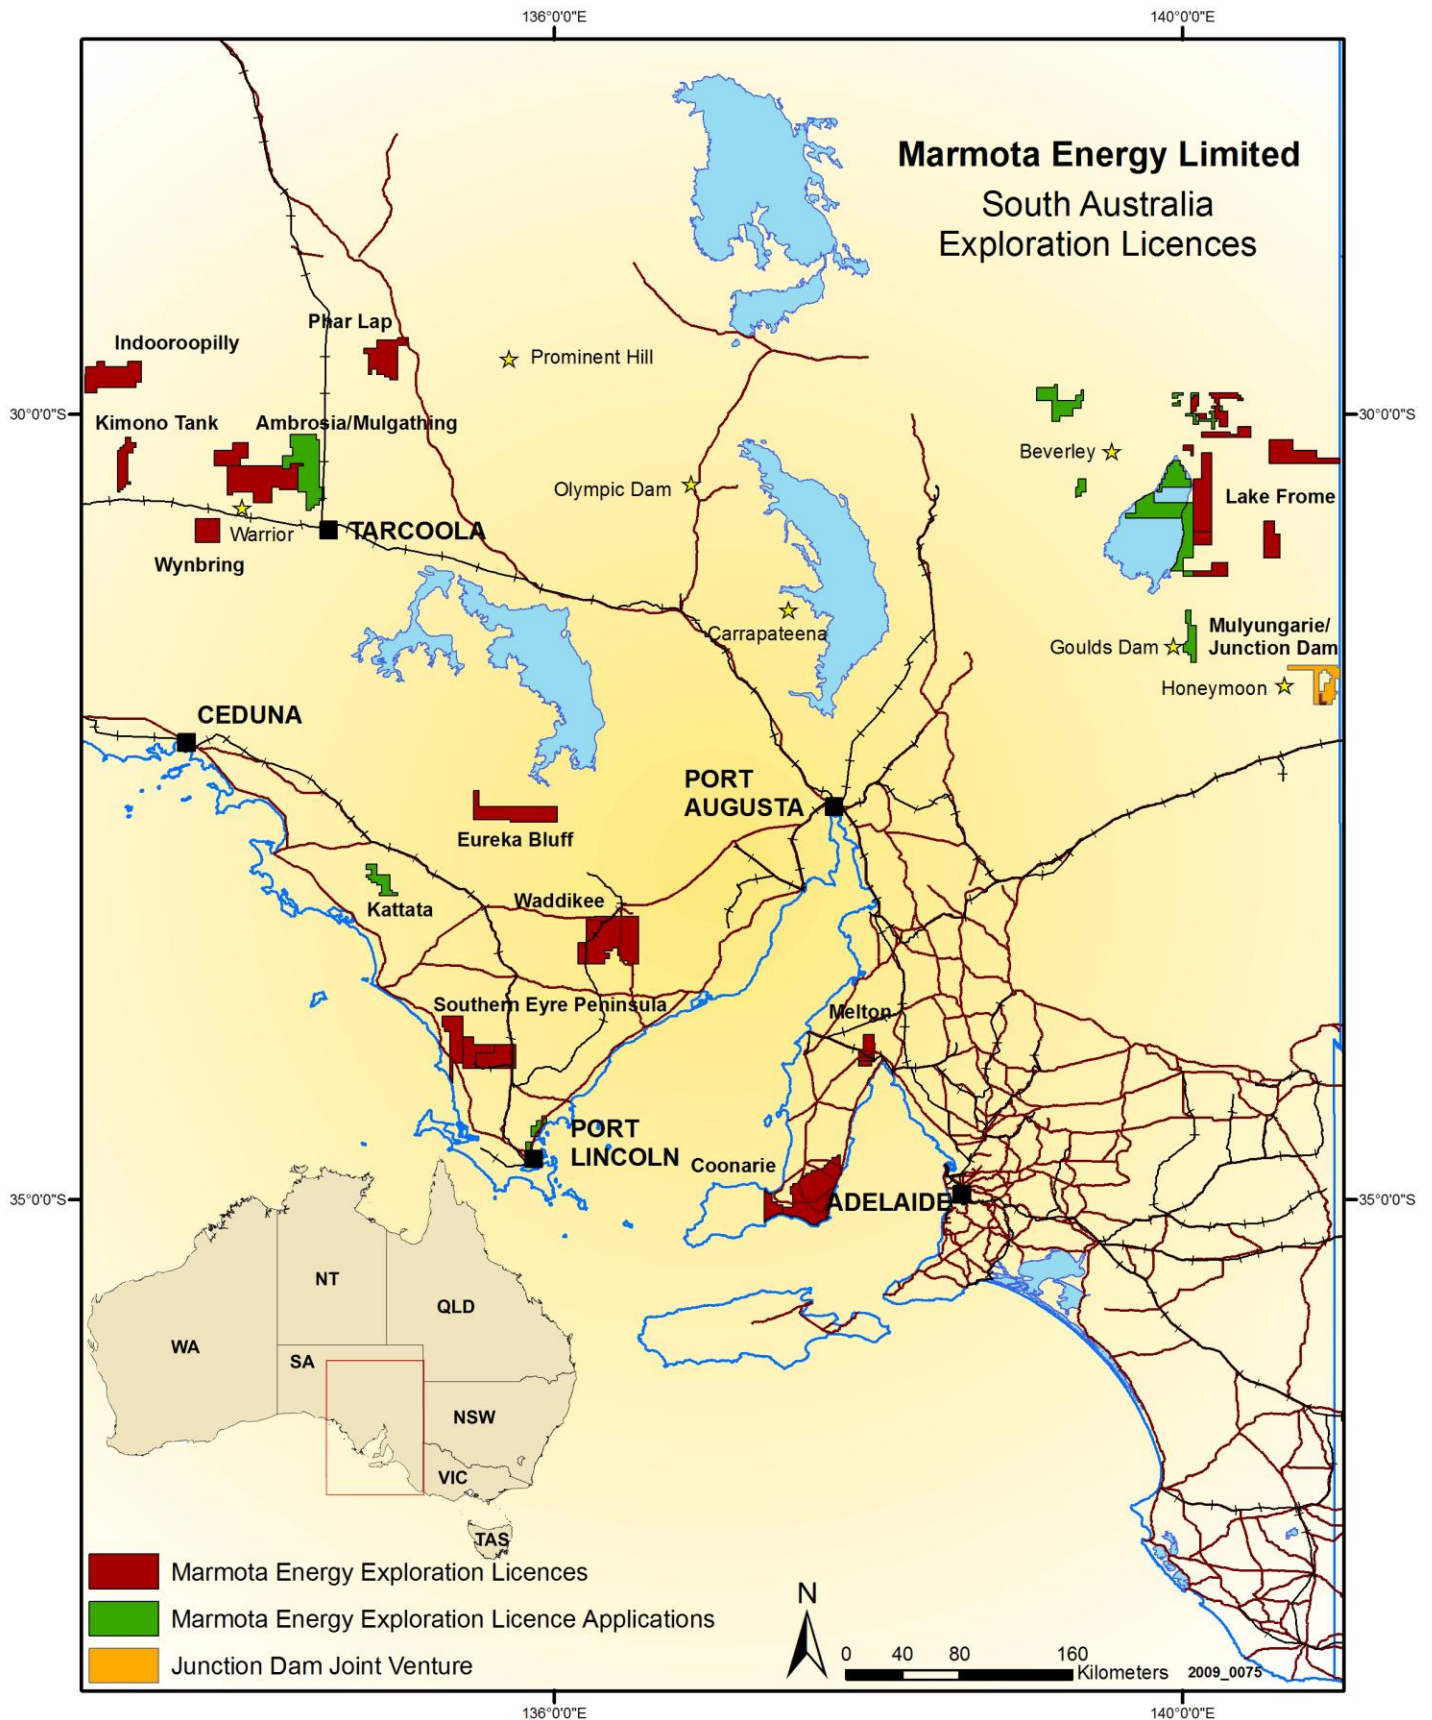 136°0'0"E
140°0'0"E
Marmota Energy Limited
South Australia
Exploration Licences
Phar Lap
Indooroopilly
Prominent Hill
30°0'0"S
30°0'0"S
Kimono Tank
Ambrosia/Mulgathing
Beverley
Olympic Dam
Lake Frome
Warrior
TARCOOLA
Wynbring
Carrapateena
Mulyungarie/
Junction Dam
Goulds Dam
Honeymoon
CEDUNA
PORT
AUGUSTA
Eureka Bluff
Waddikee
Kattata
Southern Eyre Peninsula
Melton
PORT
LINCOLN
Coonarie
ADELAIDE
35°0'0"S
35°0'0"S
NT
QLD
WA
SA
NSW
VIC
TAS
Marmota Energy Exploration Licences
Marmota Energy Exploration Licence Applications
Junction Dam Joint Venture
N
0 40 80 160
Kilometers
2009_0075
136°0'0"E
140°0'0"E